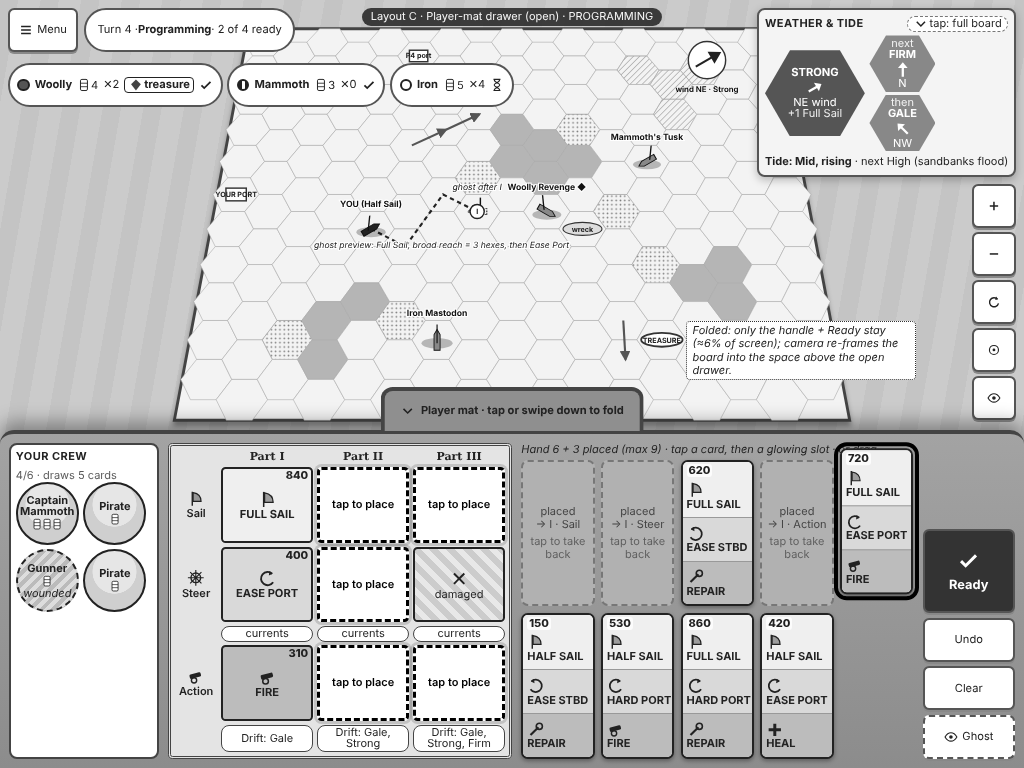 Layout C · Player-mat drawer (open) · PROGRAMMING
Menu
Turn 4 · Programming · 2 of 4 ready
Woolly 4 ×2 treasure
Mammoth 3 ×0
Iron 5 ×4
P4 port
wind NE · Strong
WEATHER & TIDE
tap: full board
STRONG
NE wind
+1 Full Sail
next
FIRM
N
then
GALE
NW
Tide: Mid, rising · next High (sandbanks flood)
Mammoth's Tusk
YOUR PORT
ghost after I
Woolly Revenge
YOU (Half Sail)
I
wreck
ghost preview: Full Sail, broad reach = 3 hexes, then Ease Port
Iron Mastodon
TREASURE
Folded: only the handle + Ready stay
(≈6% of screen); camera re-frames the
board into the space above the open
drawer.
+
−
Player mat · tap or swipe down to fold
YOUR CREW
4/6 · draws 5 cards
Captain
Mammoth
Pirate
Gunner
wounded
Pirate
Part I
Part II
Part III
Sail
840
FULL SAIL
tap to place
tap to place
Steer
400
EASE PORT
tap to place
damaged
currents
currents
currents
Action
310
FIRE
tap to place
tap to place
Drift: Gale
Drift: Gale,
Strong
Drift: Gale,
Strong, Firm
Hand 6 + 3 placed (max 9) · tap a card, then a glowing slot
placed
→ I · Sail
tap to take
back
placed
→ I · Steer
tap to take
back
620
FULL SAIL
EASE STBD
REPAIR
placed
→ I · Action
tap to take
back
720
FULL SAIL
EASE PORT
FIRE
150
HALF SAIL
EASE STBD
REPAIR
530
HALF SAIL
HARD PORT
FIRE
860
FULL SAIL
HARD PORT
REPAIR
420
HALF SAIL
EASE PORT
HEAL
Ready
Undo
Clear
Ghost